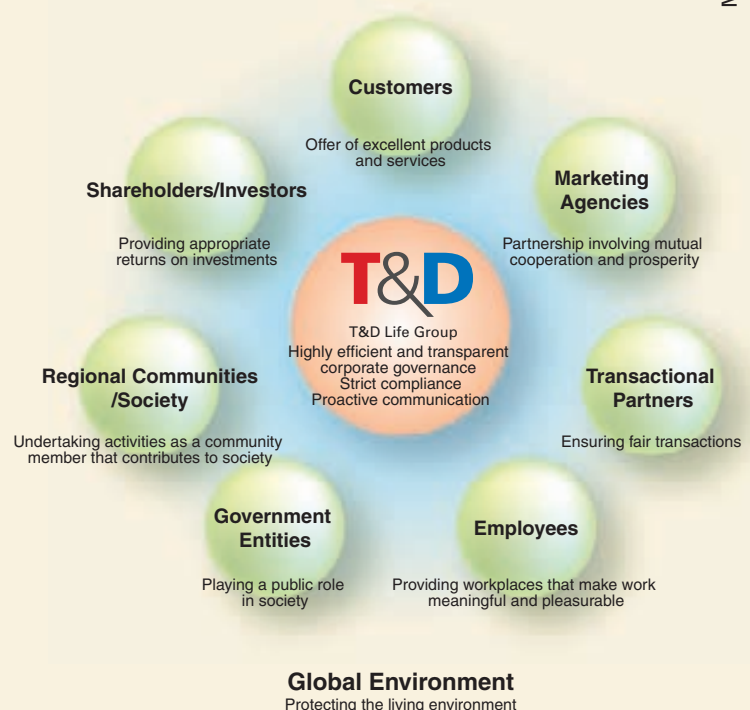 Customers
Offer of excellent products
and services
Marketing
Agencies
Partnership involving mutual
cooperation and prosperity
Shareholders/Investors
Providing appropriate
returns on investments
T&D
T&D Life Group
Highly efficient and transparent
corporate governance
Strict compliance
Proactive communication
Regional Communities
/Society
Undertaking activities as a community
member that contributes to society
Transactional
Partners
Ensuring fair transactions
Government
Entities
Playing a public role
in society
Employees
Providing workplaces that make work
meaningful and pleasurable
Global Environment
Protecting the living environment